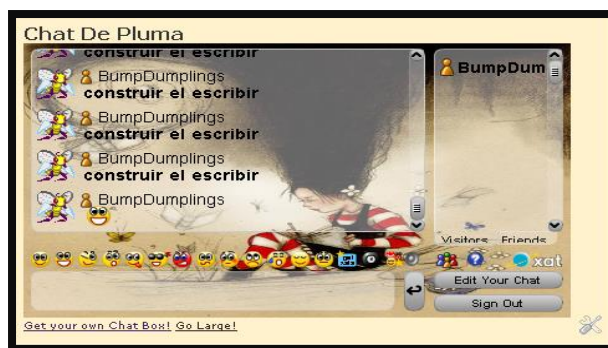 Chat De Pluma
construir el escribir
BumpDumplings
construir el escribir
BumpDumplings
construir el escribir
BumpDumplings
construir el escribir
BumpDumplings
BumpDum
Visitors Friends
xat
Edit Your Chat
Sign Out
Get your own Chat Box! Go Large!